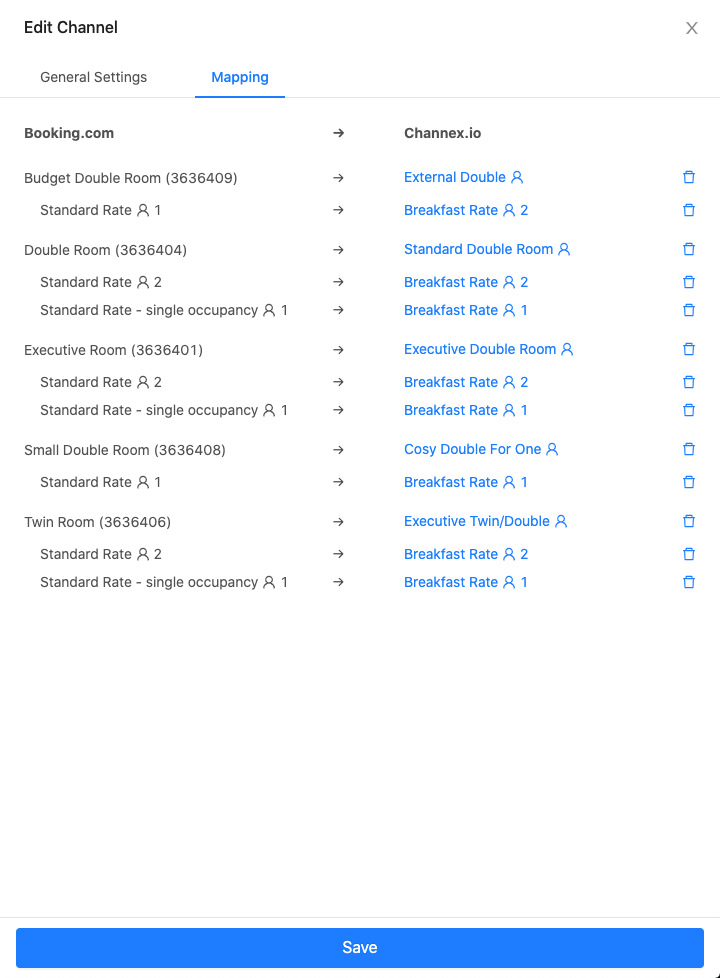 Edit Channel
General Settings Mapping
Booking.com → Channex.io
Budget Double Room (3636409) → External Double
Standard Rate 1 → Breakfast Rate 2
Double Room (3636404) → Standard Double Room
Standard Rate 2 → Breakfast Rate 2
Standard Rate - single occupancy 1 → Breakfast Rate 1
Executive Room (3636401) → Executive Double Room
Standard Rate 2 → Breakfast Rate 2
Standard Rate - single occupancy 1 → Breakfast Rate 1
Small Double Room (3636408) → Cosy Double For One
Standard Rate 1 → Breakfast Rate 1
Twin Room (3636406) → Executive Twin/Double
Standard Rate 2 → Breakfast Rate 2
Standard Rate - single occupancy 1 → Breakfast Rate 1
Save